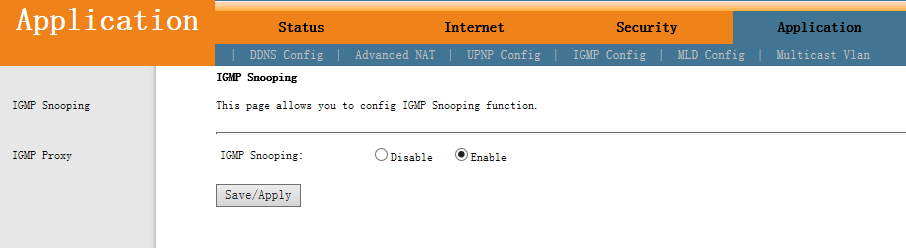 Application
Status Internet Security Application
| DDNS Config | Advanced NAT | UPNP Config | IGMP Config | MLD Config | Multicast Vlan
IGMP Snooping
IGMP Proxy
IGMP Snooping
This page allows you to config IGMP Snooping function.
IGMP Snooping: Disable Enable
Save/Apply